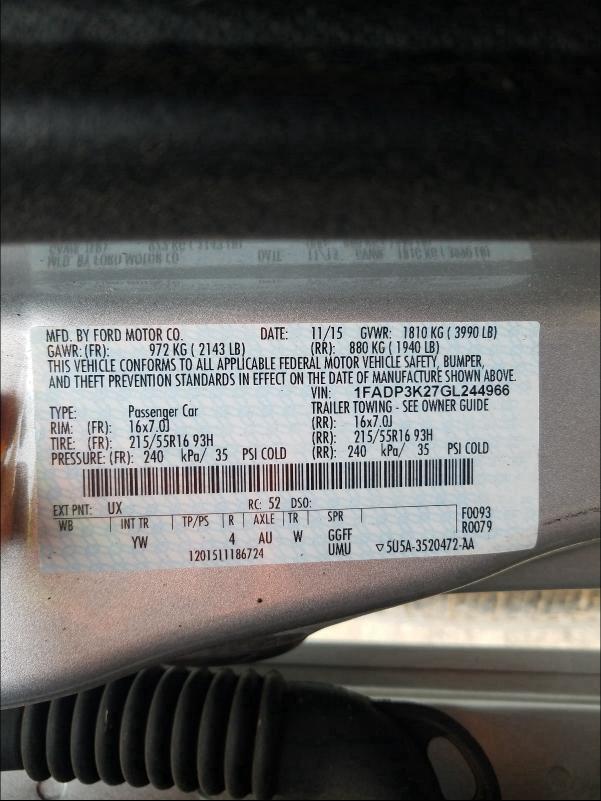 MFD. BY FORD MOTOR CO. DATE: 11/15 GVWR: 1810 KG ( 3990 LB)
GAWR: (FR): 972 KG ( 2143 LB) (RR): 880 KG ( 1940 LB)
THIS VEHICLE CONFORMS TO ALL APPLICABLE FEDERAL MOTOR VEHICLE SAFETY, BUMPER,
AND THEFT PREVENTION STANDARDS IN EFFECT ON THE DATE OF MANUFACTURE SHOWN ABOVE.
VIN: 1FADP3K27GL244966
TYPE: Passenger Car TRAILER TOWING - SEE OWNER GUIDE
RIM: (FR): 16x7.0J (RR): 16x7.0J
TIRE: (FR): 215/55R16 93H (RR): 215/55R16 93H
PRESSURE: (FR): 240 kPa/ 35 PSI COLD (RR): 240 kPa/ 35 PSI COLD
EXT PNT: UX RC: 52 DSO: F0093
WB INT TR TP/PS R AXLE TR SPR R0079
YW 4 AU W GGFF
1201511186724 UMU ▽5U5A-3520472-AA